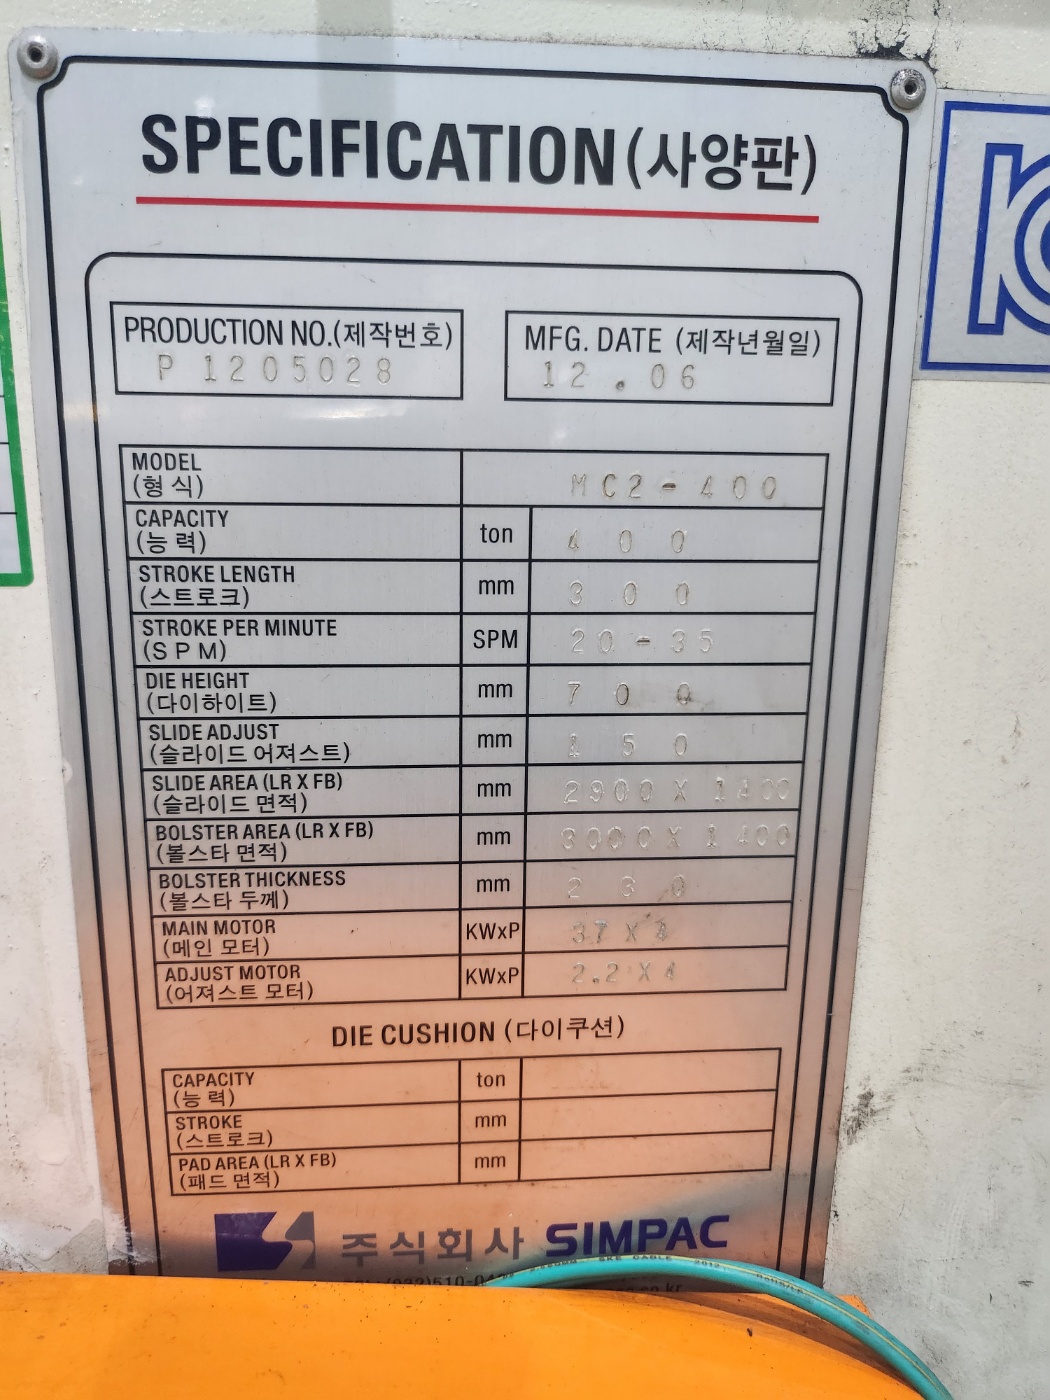 SPECIFICATION(사양판)
PRODUCTION NO.(제작번호)
P 1205028
MFG. DATE (제작년월일)
12 . 06
MODEL
(형 식)
MC2-400
CAPACITY
(능 력)
ton
400
STROKE LENGTH
(스트로크)
mm
300
STROKE PER MINUTE
(S P M)
SPM
20-35
DIE HEIGHT
(다이하이트)
mm
700
SLIDE ADJUST
(슬라이드 어져스트)
mm
150
SLIDE AREA (LR X FB)
(슬라이드 면적)
mm
2900 X 1400
BOLSTER AREA (LR X FB)
(볼스타 면적)
mm
3000 X 1400
BOLSTER THICKNESS
(볼스타 두께)
mm
230
MAIN MOTOR
(메인 모터)
KWxP
37 X 4
ADJUST MOTOR
(어져스트 모터)
KWxP
2.2 X 4
DIE CUSHION (다이쿠션)
CAPACITY
(능 력)
ton
STROKE
(스트로크)
mm
PAD AREA (LR X FB)
(패드 면적)
mm
주식회사 SIMPAC